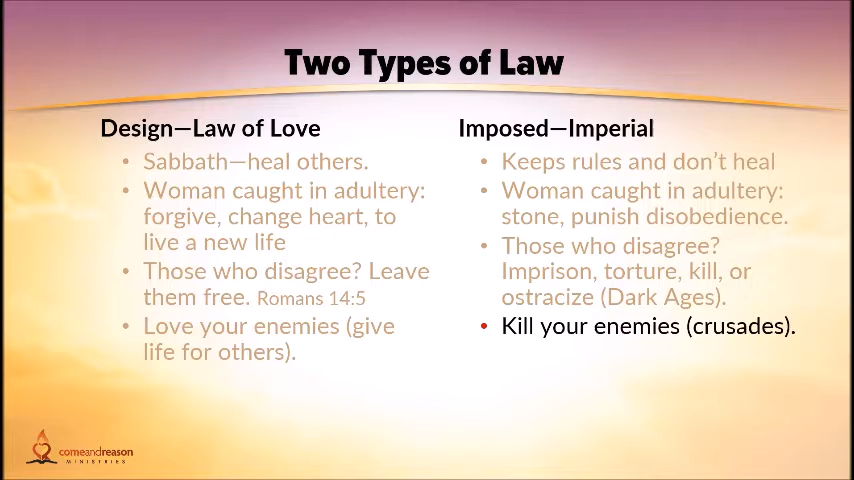 Two Types of Law
Design—Law of Love
• Sabbath—heal others.
• Woman caught in adultery:
forgive, change heart, to
live a new life
• Those who disagree? Leave
them free. Romans 14:5
• Love your enemies (give
life for others).
Imposed—Imperial
• Keeps rules and don't heal
• Woman caught in adultery:
stone, punish disobedience.
• Those who disagree?
Imprison, torture, kill, or
ostracize (Dark Ages).
• Kill your enemies (crusades).
comeandreason
MINISTRIES